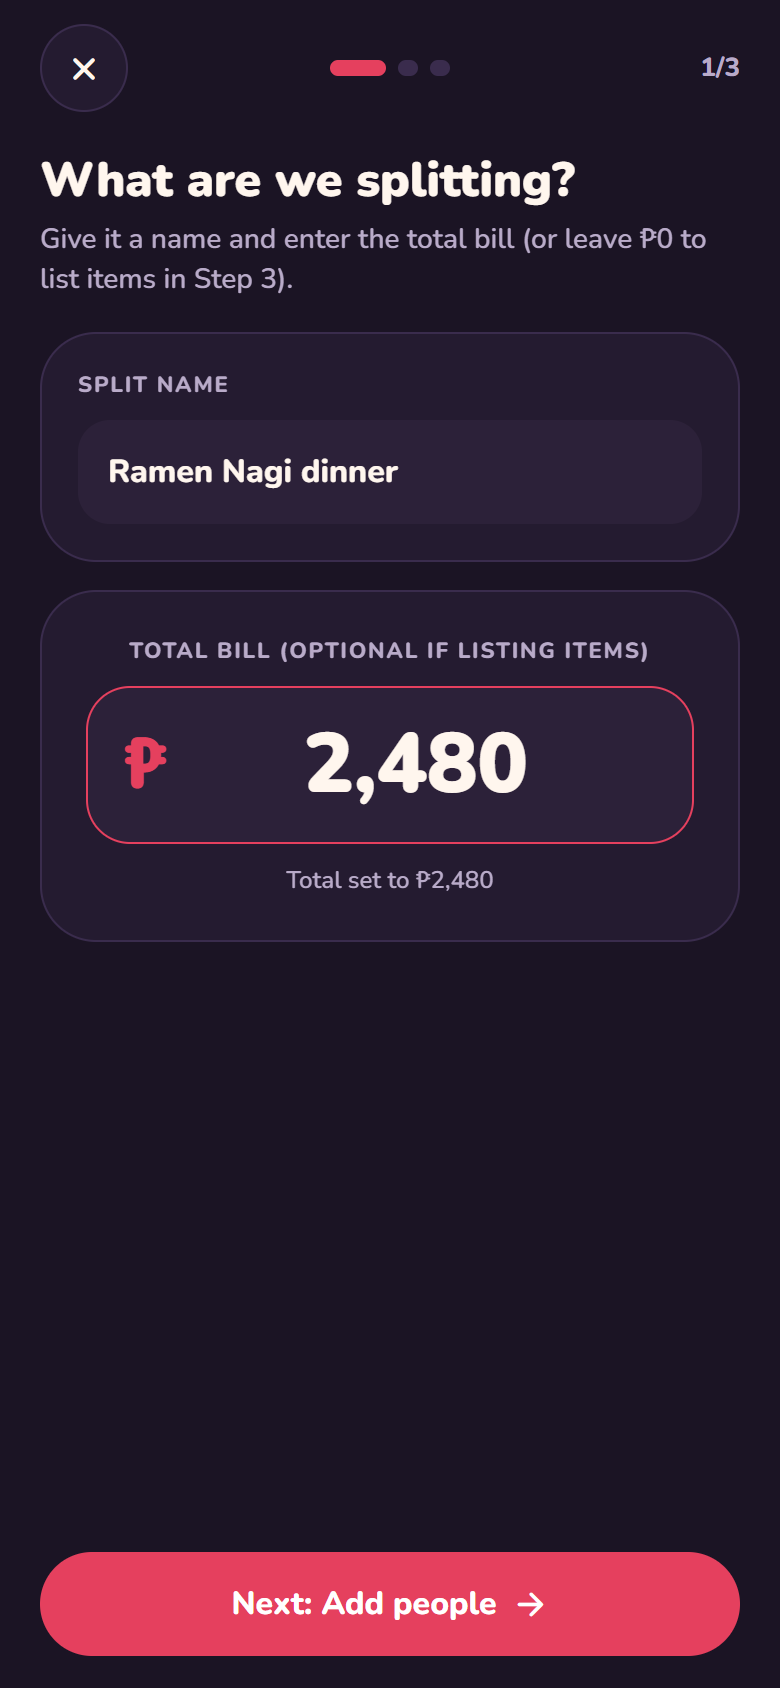 1/3
What are we splitting?
Give it a name and enter the total bill (or leave ₱0 to
list items in Step 3).
SPLIT NAME
Ramen Nagi dinner
TOTAL BILL (OPTIONAL IF LISTING ITEMS)
₱ 2,480
Total set to ₱2,480
Next: Add people →